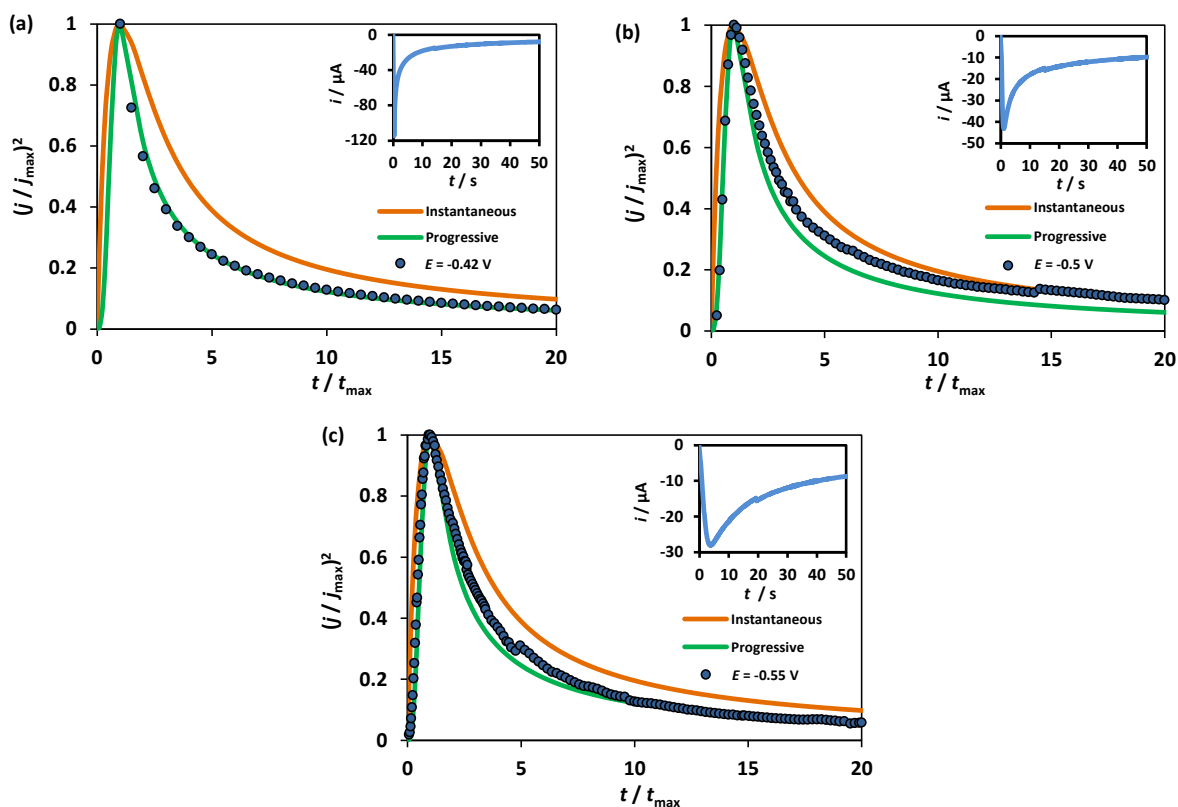 (a)
(j / jmax)²
1
0.8
0.6
0.4
0.2
0
0 5 10 15 20
t / tmax
i / µA
0
-40
-80
-120
0 10 20 30 40 50
t / s
Instantaneous
Progressive
E = -0.42 V
(b)
(j / jmax)²
1
0.8
0.6
0.4
0.2
0
0 5 10 15 20
t / tmax
i / µA
0
-10
-20
-30
-40
-50
0 10 20 30 40 50
t / s
Instantaneous
Progressive
E = -0.5 V
(c)
(j / jmax)²
1
0.8
0.6
0.4
0.2
0
0 5 10 15 20
t / tmax
i / µA
0
-10
-20
-30
0 10 20 30 40 50
t / s
Instantaneous
Progressive
E = -0.55 V